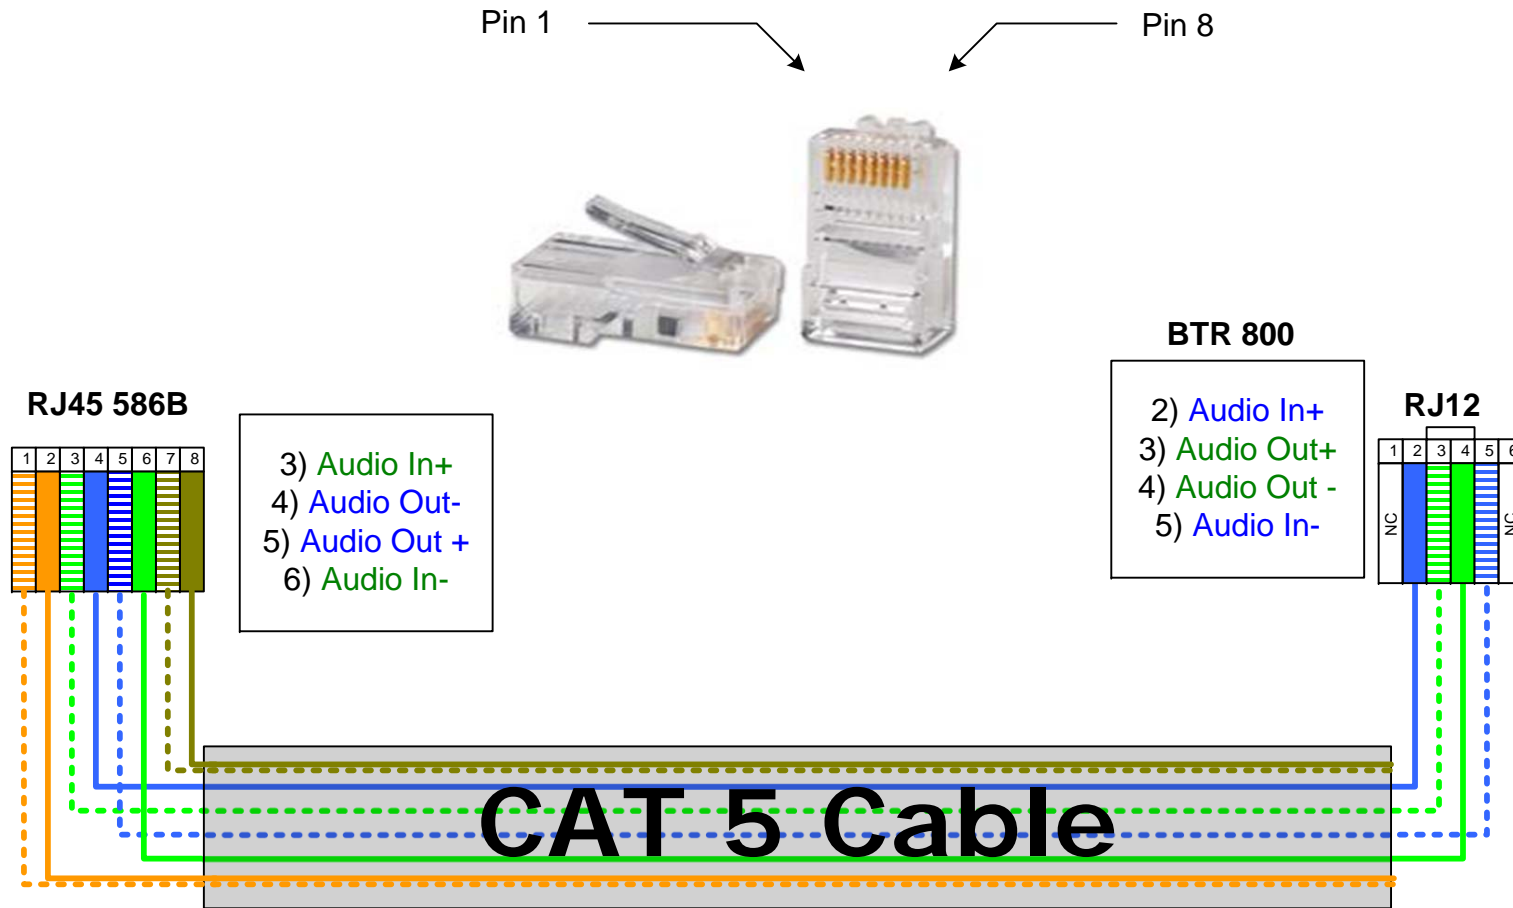 Pin 1
Pin 8
BTR 800
2) Audio In+
3) Audio Out+
4) Audio Out -
5) Audio In-
RJ45 586B
3) Audio In+
4) Audio Out-
5) Audio Out +
6) Audio In-
RJ12
1 2 3 4 5 6 7 8
1 2 3 4 5 6
NC
NC
CAT 5 Cable